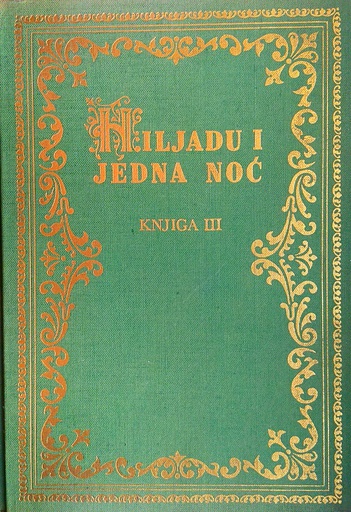 HILJADU I
JEDNA NOĆ
KNJIGA III